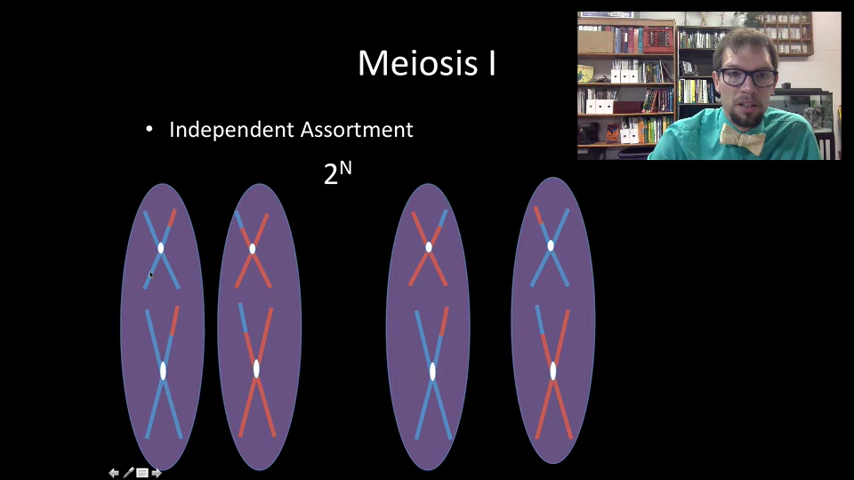 Meiosis I
• Independent Assortment
2ᴺ